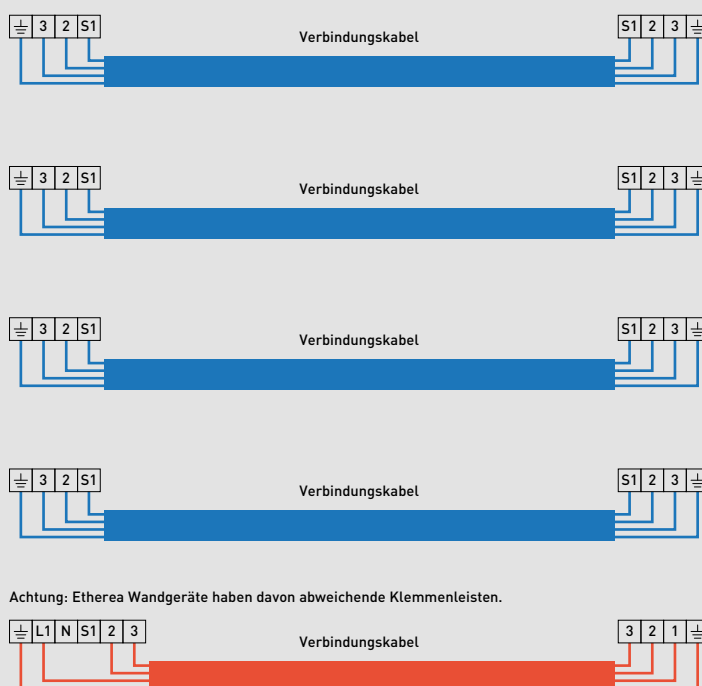 3 2 S1 Verbindungskabel S1 2 3
3 2 S1 Verbindungskabel S1 2 3
3 2 S1 Verbindungskabel S1 2 3
3 2 S1 Verbindungskabel S1 2 3
Achtung: Etherea Wandgeräte haben davon abweichende Klemmenleisten.
L1 N S1 2 3 Verbindungskabel 3 2 1